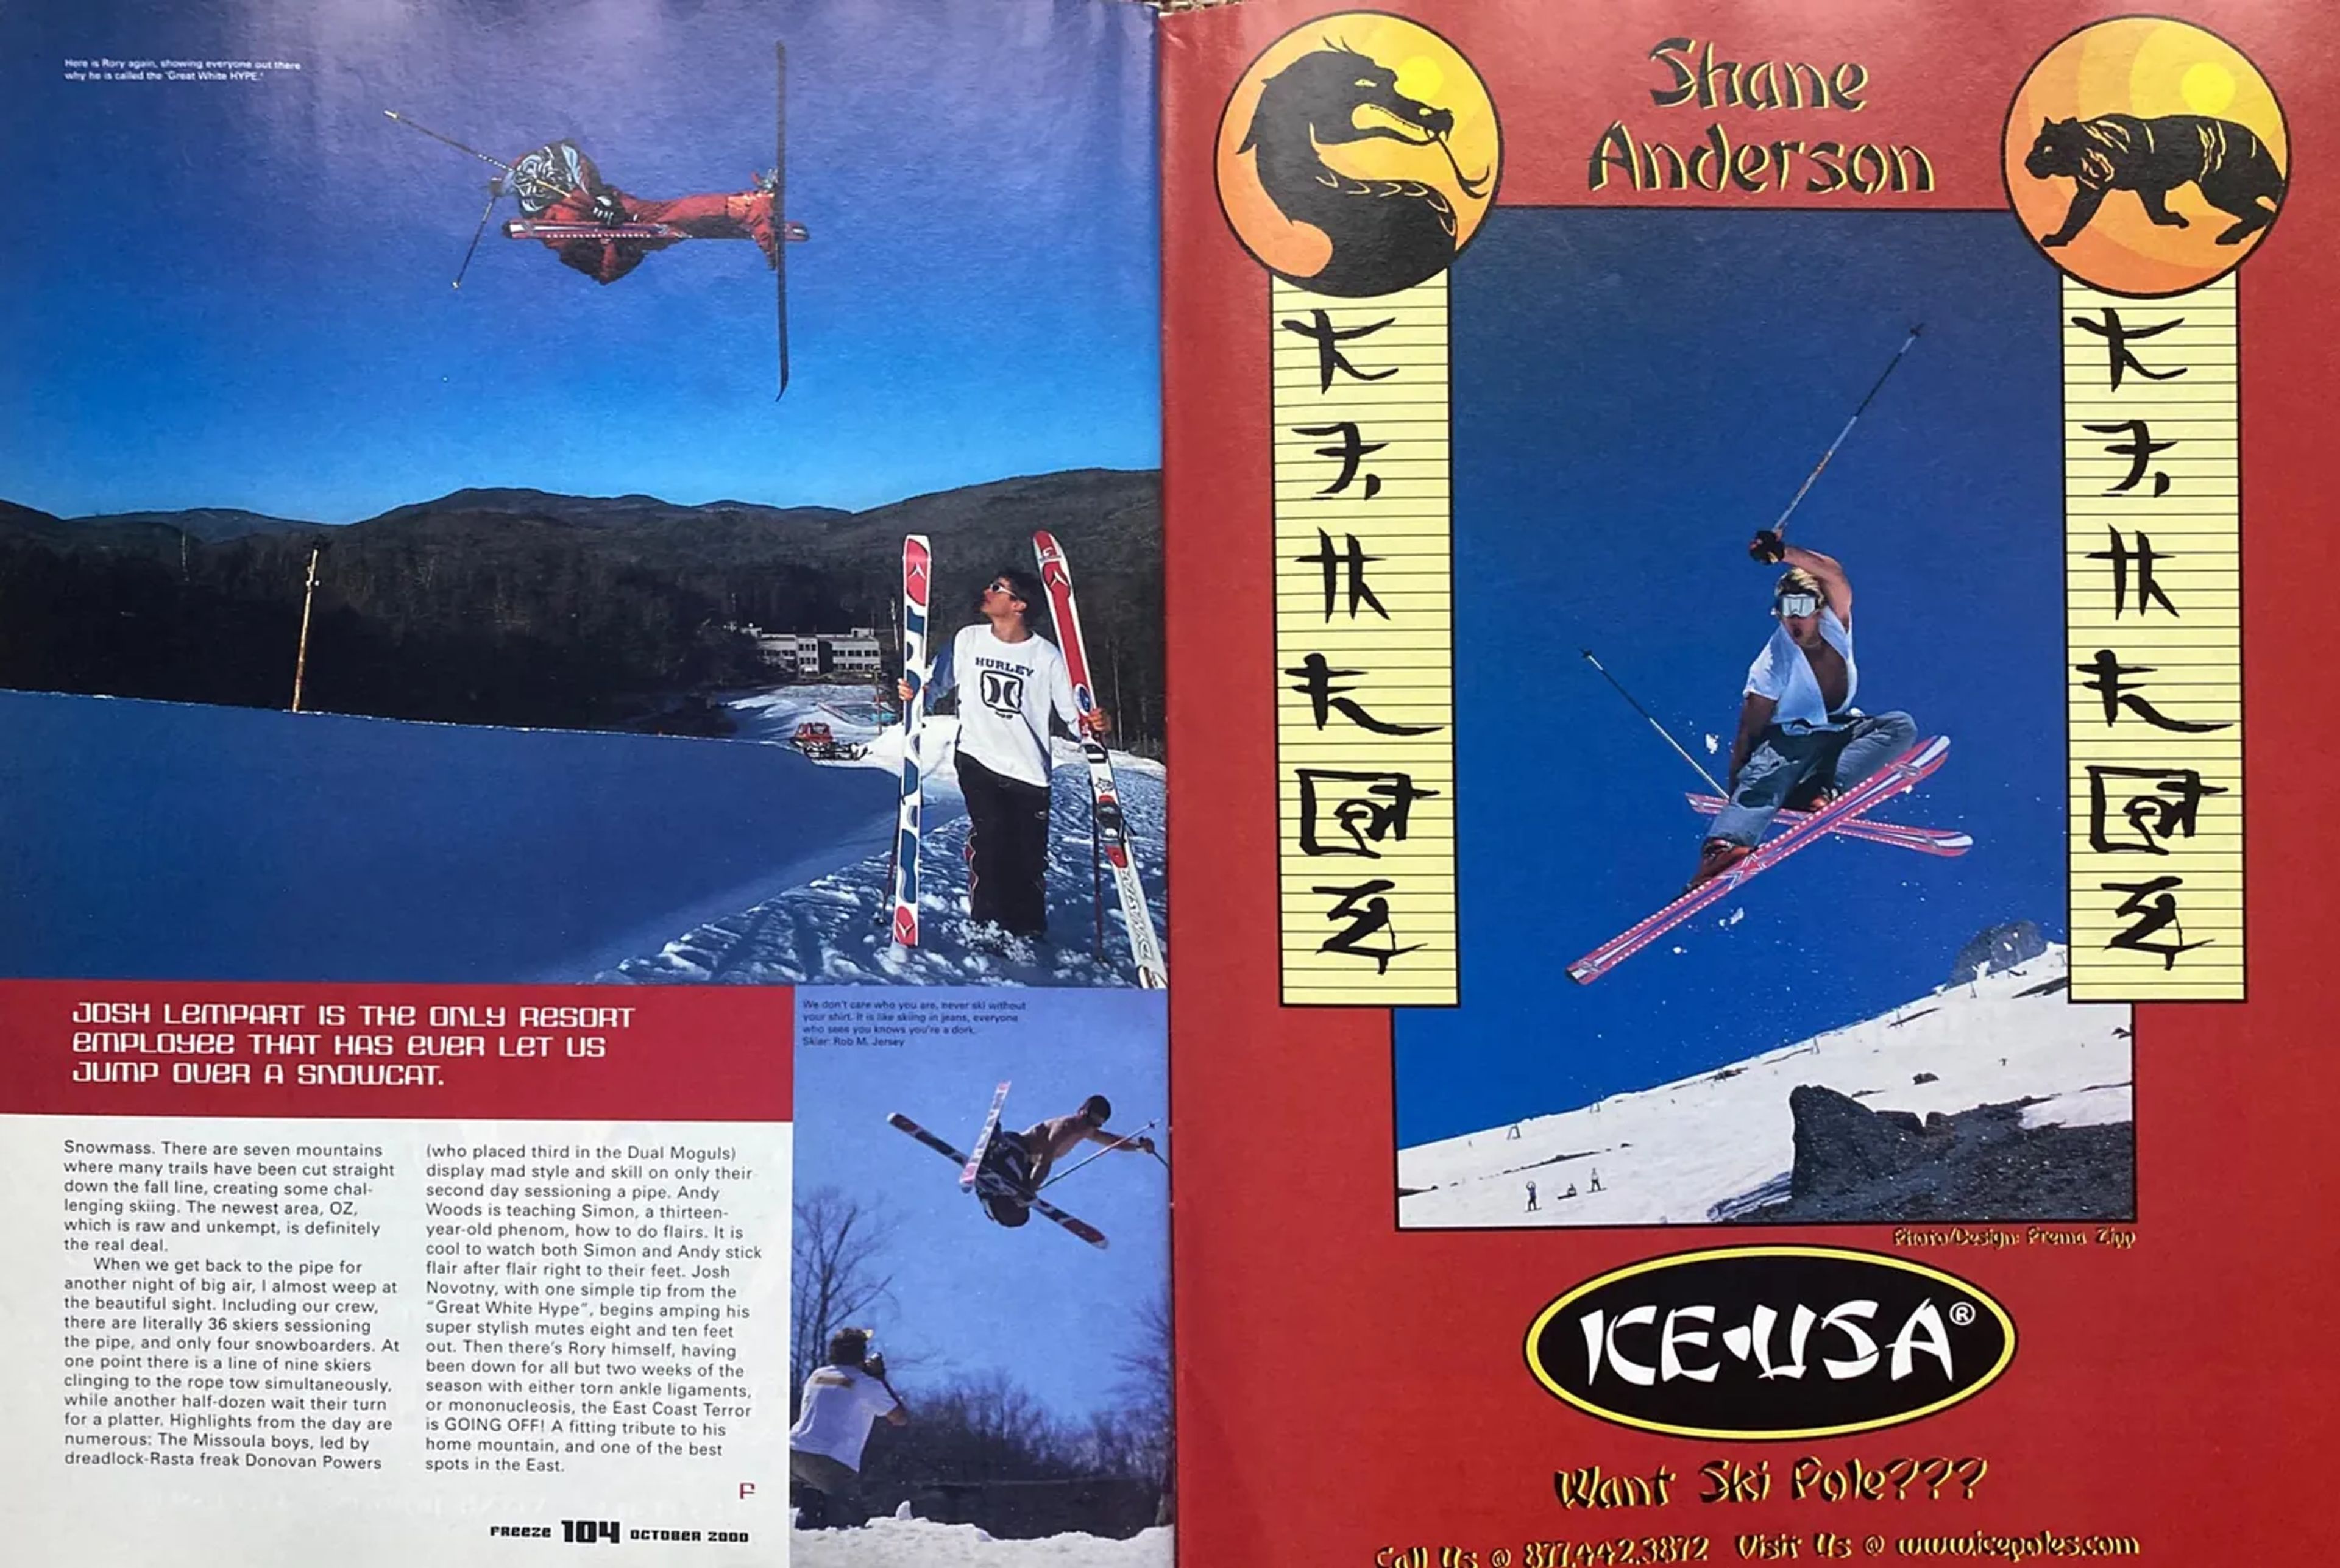 Here is Rory again, showing everyone out there
why he is called the 'Great White HYPE.'
HURLEY
JOSH LEMPART IS THE ONLY RESORT
EMPLOYEE THAT HAS EVER LET US
JUMP OVER A SNOWCAT.
Snowmass. There are seven mountains
where many trails have been cut straight
down the fall line, creating some chal-
lenging skiing. The newest area, OZ,
which is raw and unkempt, is definitely
the real deal.
When we get back to the pipe for
another night of big air, I almost weep at
the beautiful sight. Including our crew,
there are literally 36 skiers sessioning
the pipe, and only four snowboarders. At
one point there is a line of nine skiers
clinging to the rope tow simultaneously,
while another half-dozen wait their turn
for a platter. Highlights from the day are
numerous: The Missoula boys, led by
dreadlock-Rasta freak Donovan Powers
(who placed third in the Dual Moguls)
display mad style and skill on only their
second day sessioning a pipe. Andy
Woods is teaching Simon, a thirteen-
year-old phenom, how to do flairs. It is
cool to watch both Simon and Andy stick
flair after flair right to their feet. Josh
Novotny, with one simple tip from the
"Great White Hype", begins amping his
super stylish mutes eight and ten feet
out. Then there's Rory himself, having
been down for all but two weeks of the
season with either torn ankle ligaments,
or mononucleosis, the East Coast Terror
is GOING OFF! A fitting tribute to his
home mountain, and one of the best
spots in the East.
F
FREEZE 104 OCTOBER 2000
We don't care who you are, never ski without
your shirt. It is like skiing in jeans, everyone
who sees you knows you're a dork.
Skier: Rob M. Jersey
Shane
Anderson
Photo/Design: Prema Zipp
ICE•USA®
Want Ski Pole???
Call Us @ 877.442.3872 Visit Us @ www.icepoles.com